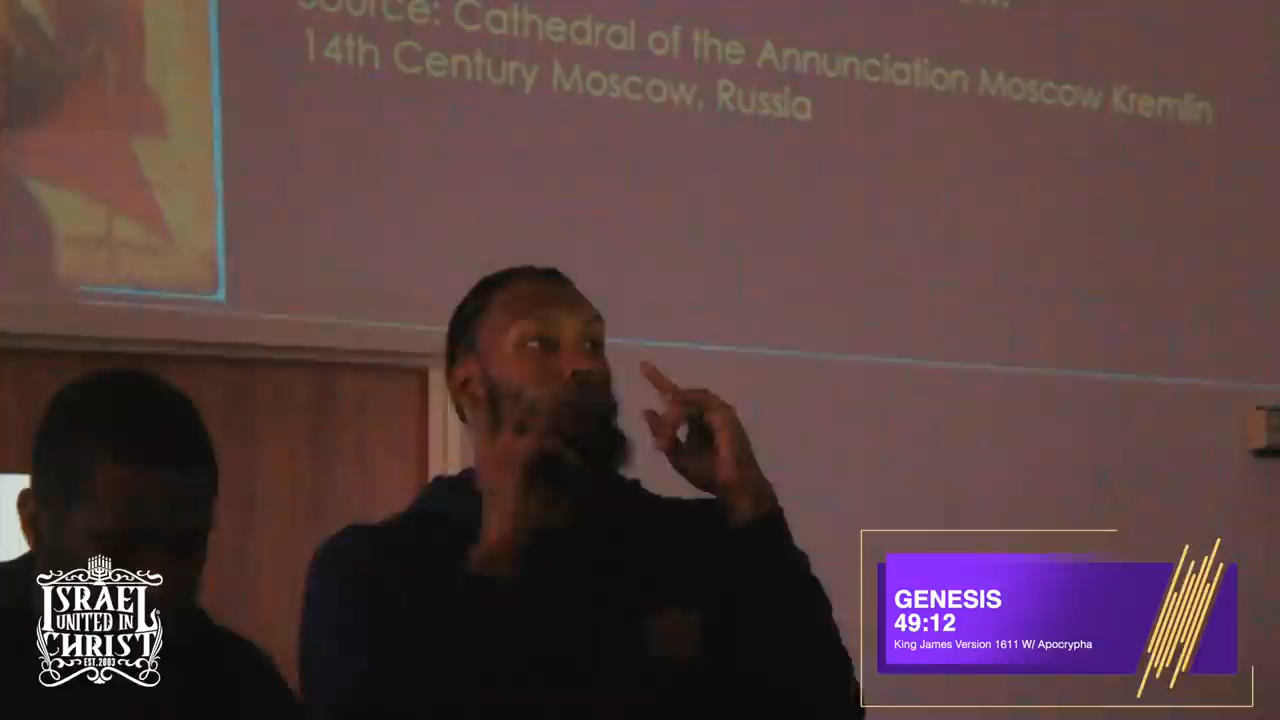 Source: Cathedral of the Annunciation Moscow Kremlin
14th Century Moscow, Russia
ISRAEL
UNITED IN
CHRIST
EST. 2003
GENESIS
49:12
King James Version 1611 W/ Apocrypha